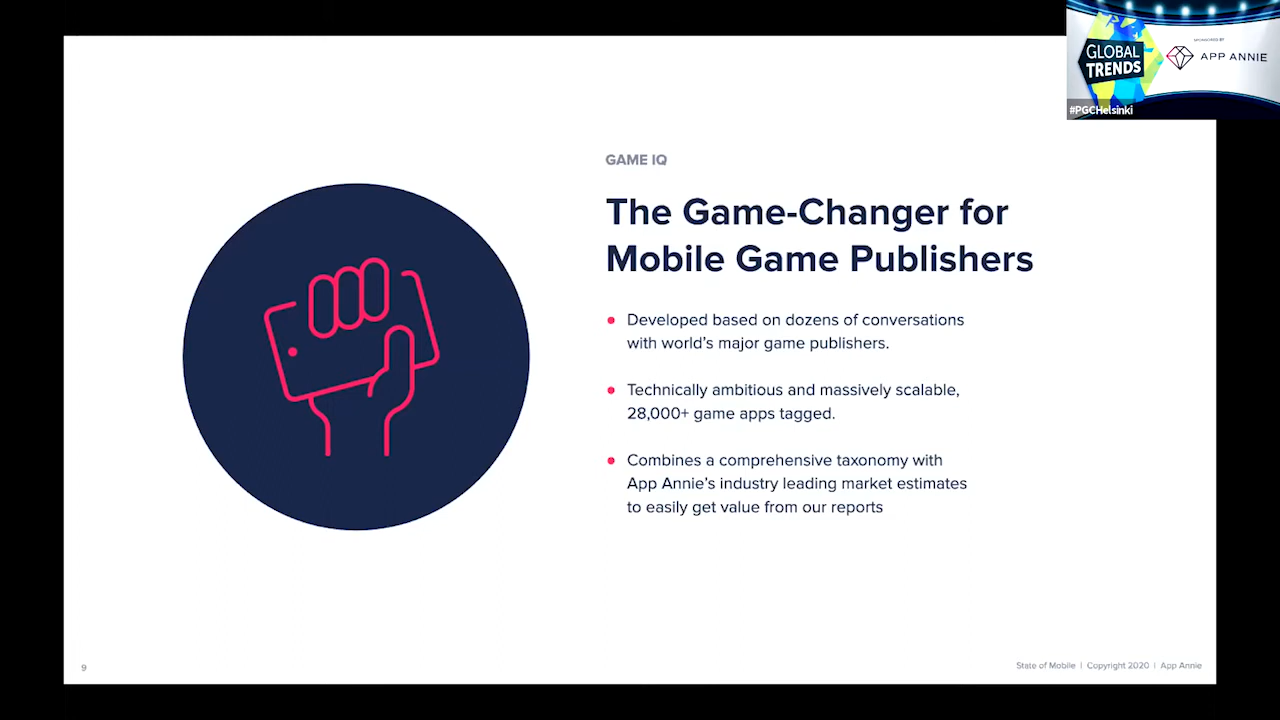 GLOBAL
TRENDS
SPONSORED BY
APP ANNIE
#PGCHelsinki
GAME IQ
The Game-Changer for
Mobile Game Publishers
Developed based on dozens of conversations
with world's major game publishers.
Technically ambitious and massively scalable,
28,000+ game apps tagged.
Combines a comprehensive taxonomy with
App Annie's industry leading market estimates
to easily get value from our reports
9
State of Mobile | Copyright 2020 | App Annie